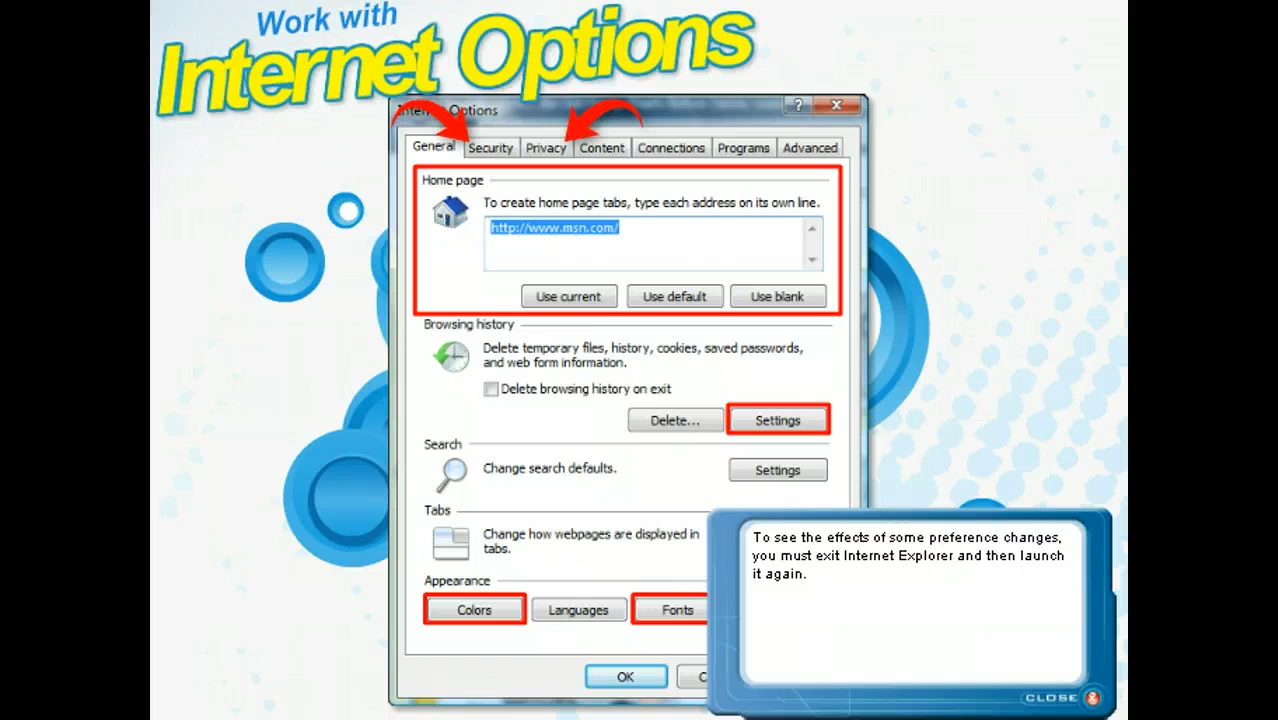 Work with
Internet Options
Internet Options
General Security Privacy Content Connections Programs Advanced
Home page
To create home page tabs, type each address on its own line.
http://www.msn.com/
Use current Use default Use blank
Browsing history
Delete temporary files, history, cookies, saved passwords,
and web form information.
Delete browsing history on exit
Delete... Settings
Search
Change search defaults.
Settings
Tabs
Change how webpages are displayed in
tabs.
Appearance
Colors Languages Fonts
OK C
To see the effects of some preference changes,
you must exit Internet Explorer and then launch
it again.
CLOSE